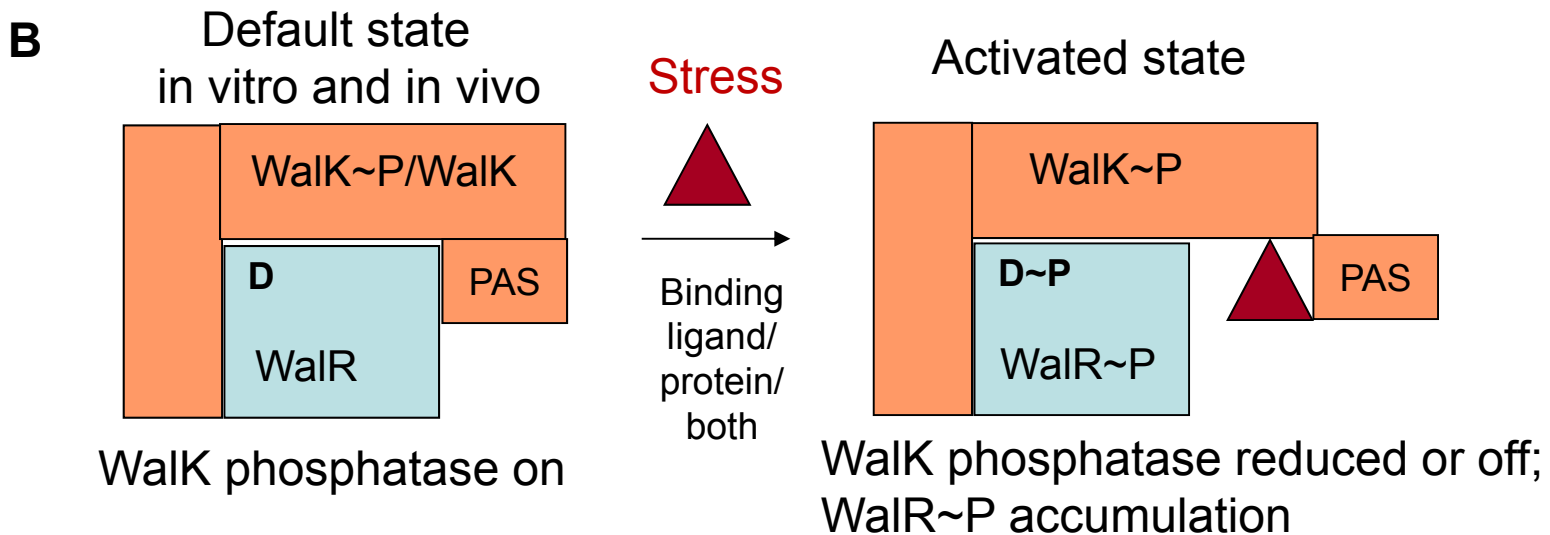 B
Default state
in vitro and in vivo
Stress
Activated state
WalK~P/WalK
WalK~P
D
PAS
WalR
Binding
ligand/
protein/
both
D~P
PAS
WalR~P
WalK phosphatase on
WalK phosphatase reduced or off;
WalR~P accumulation